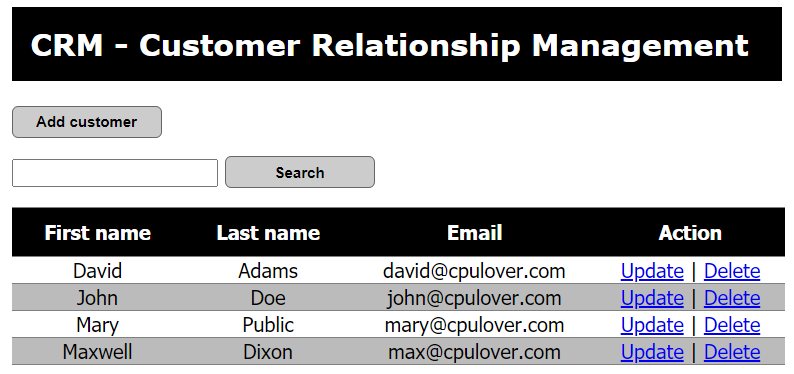 CRM - Customer Relationship Management
Add customer
Search
First name Last name Email Action
David Adams david@cpulover.com Update | Delete
John Doe john@cpulover.com Update | Delete
Mary Public mary@cpulover.com Update | Delete
Maxwell Dixon max@cpulover.com Update | Delete